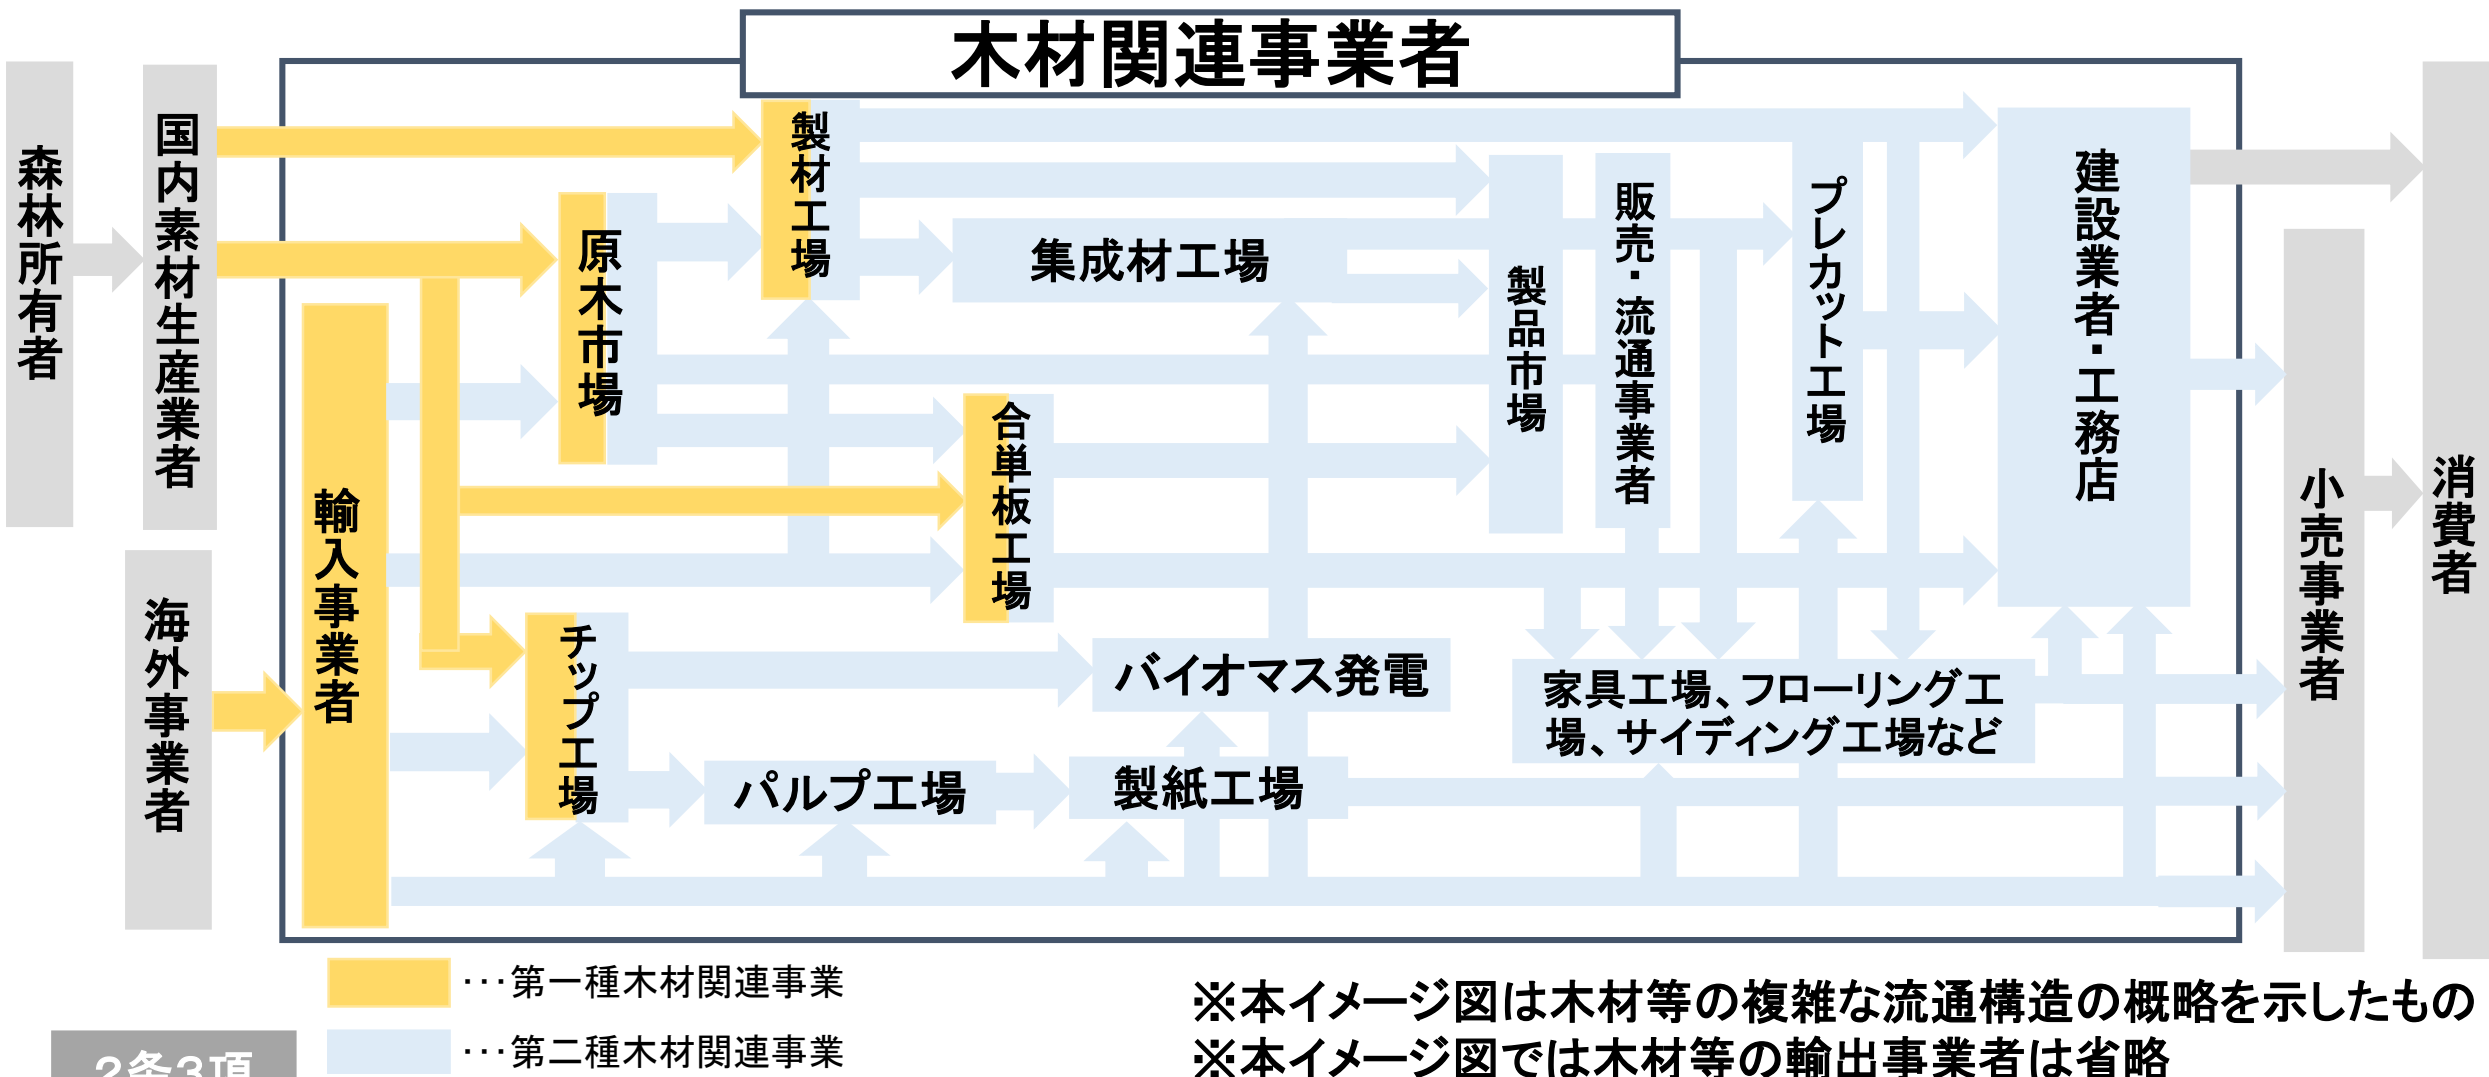 木材関連事業者
森林所有者
国内素材生産業者
海外事業者
輸入事業者
原木市場
製材工場
集成材工場
合単板工場
チップ工場
パルプ工場
バイオマス発電
製紙工場
製品市場
販売・流通事業者
プレカット工場
家具工場、フローリング工
場、サイディング工場など
建設業者・工務店
小売事業者
消費者
･･･第一種木材関連事業
･･･第二種木材関連事業
2条3項
※本イメージ図は木材等の複雑な流通構造の概略を示したもの
※本イメージ図では木材等の輸出事業者は省略